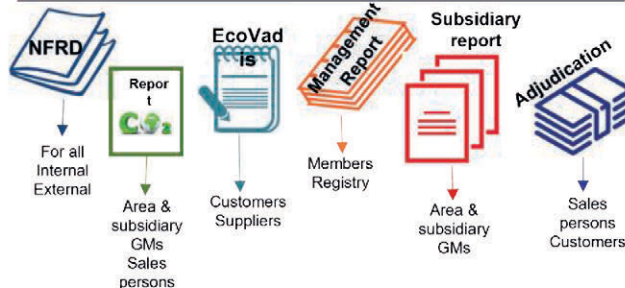 NFRD
For all
Internal
External
Repor
t
CO2
Area &
subsidiary
GMs
Sales
persons
EcoVad
is
Customers
Suppliers
Management
Report
Members
Registry
Subsidiary
report
Area &
subsidiary
GMs
Adjudication
Sales
persons
Customers